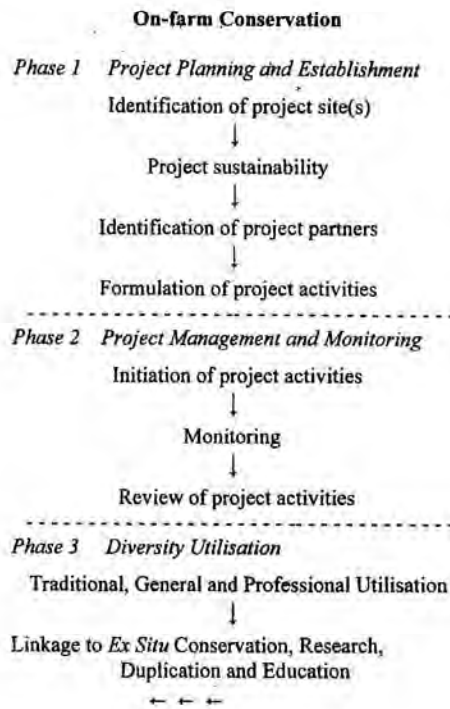 On-farm Conservation
Phase 1 Project Planning and Establishment
Identification of project site(s)
↓
Project sustainability
↓
Identification of project partners
↓
Formulation of project activities
Phase 2 Project Management and Monitoring
Initiation of project activities
↓
Monitoring
↓
Review of project activities
Phase 3 Diversity Utilisation
Traditional, General and Professional Utilisation
↓
Linkage to Ex Situ Conservation, Research,
Duplication and Education
← ← ←